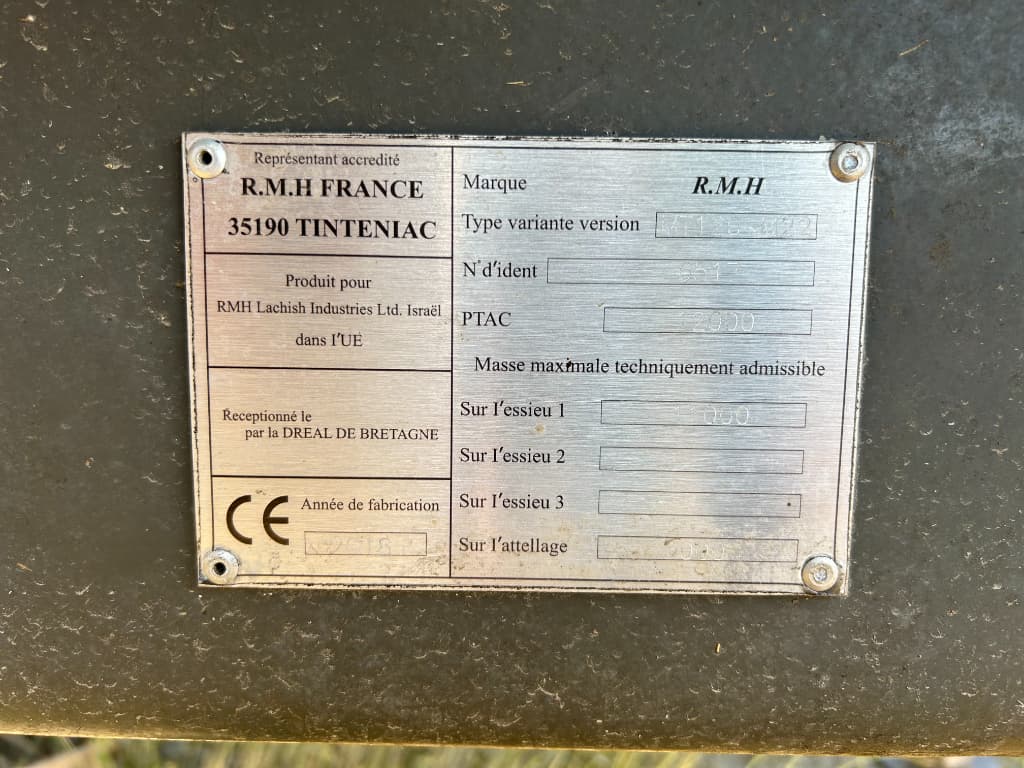 Représentant accredité
R.M.H FRANCE
35190 TINTENIAC
Produit pour
RMH Lachish Industries Ltd. Israël
dans I'UE
Receptionné le
par la DREAL DE BRETAGNE
CE Année de fabrication
Marque R.M.H
Type variante version
N°d'ident
PTAC
Masse maximale techniquement admissible
Sur I'essieu 1
Sur I'essieu 2
Sur I'essieu 3
Sur I'attellage